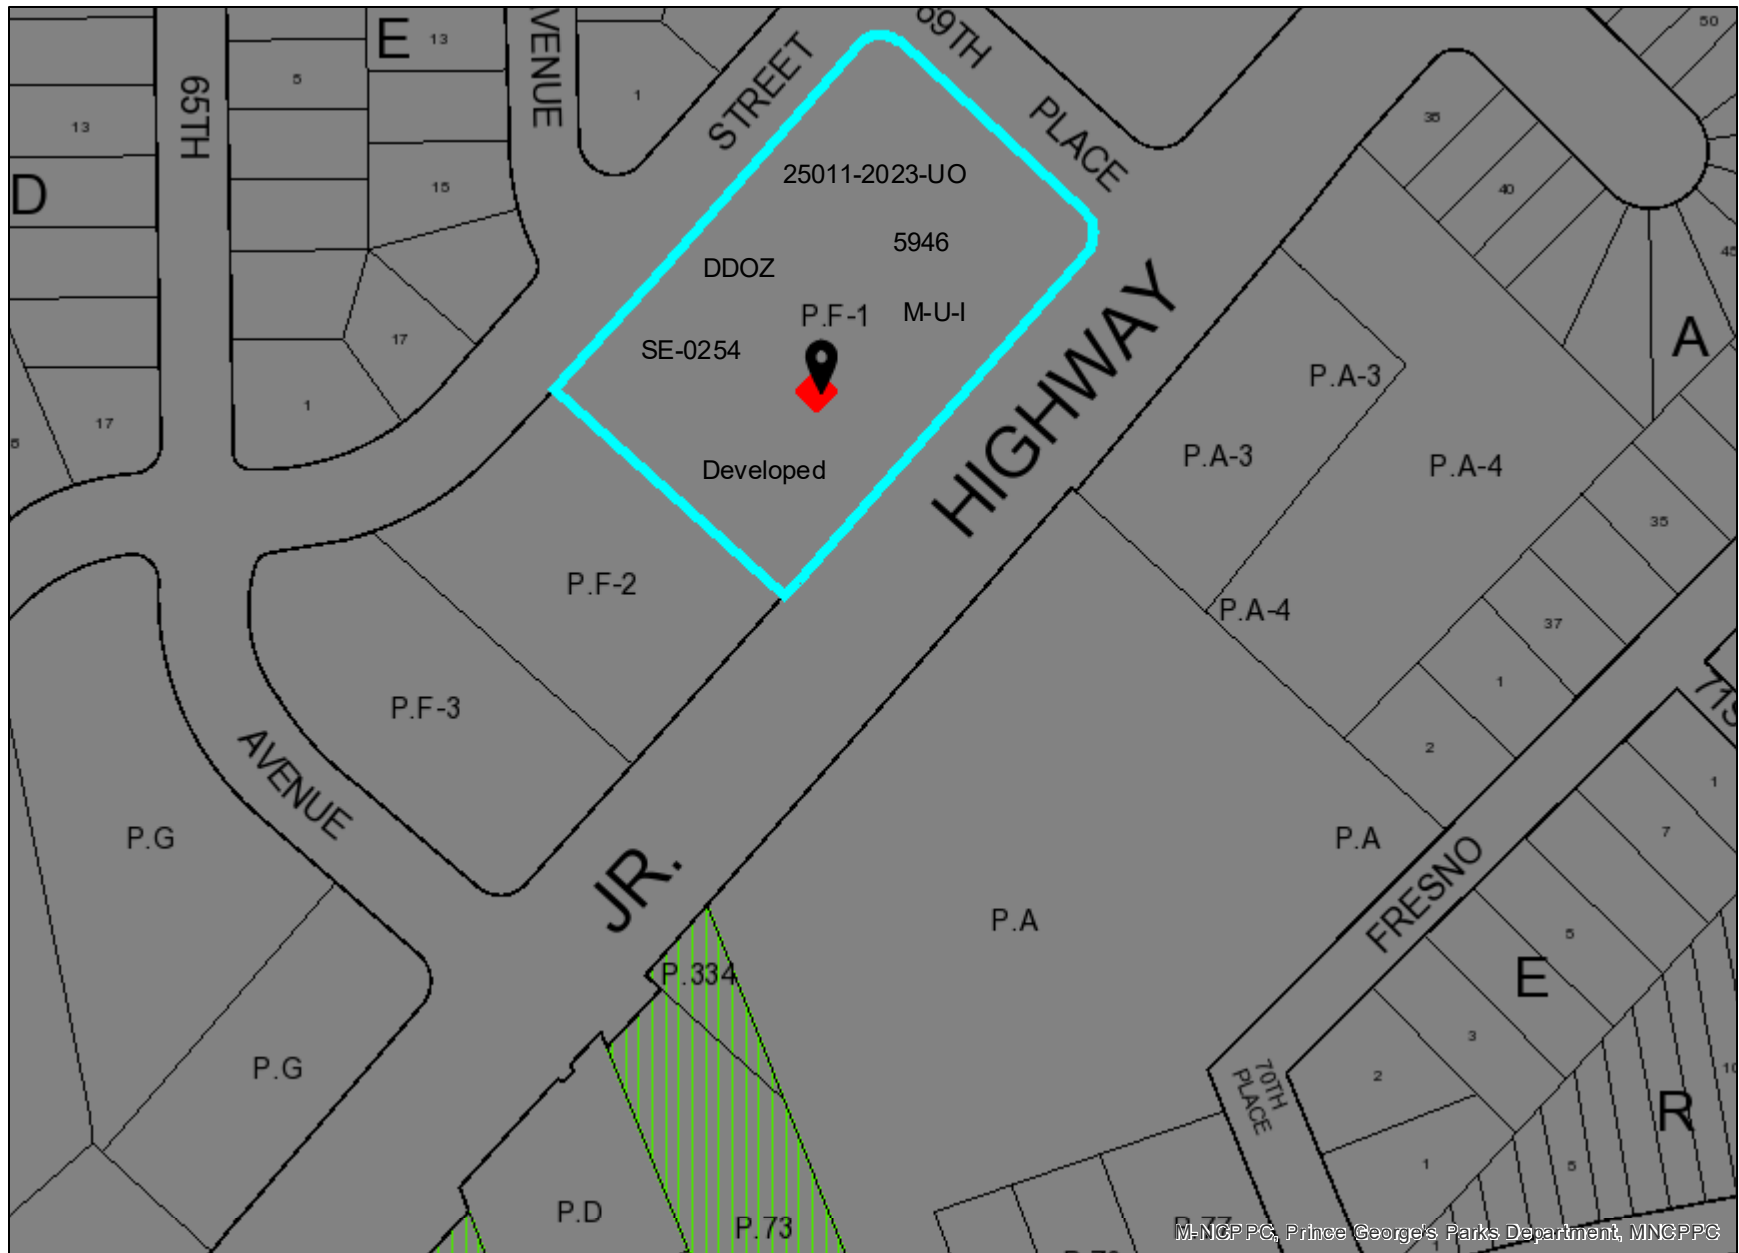 50
E
13
VENUE
69TH
5
65TH
1
STREET
PLACE
13
15
D
25011-2023-UO
5946
DDOZ
M-U-I
P.F-1
SE-0254
HIGHWAY
40
A
17
1
17
P.A-3
P.A-3
P.A-4
Developed
35
P.F-2
P.A-4
37
1
P.F-3
2
AVENUE
1
7
P.G
P.A
FRESNO
JR.
P.A
5
P.334
E
3
P.G
2
70TH
PLACE
R
1
5
P.D
P.73
P.77
M-NCPPC, Prince George's Parks Department, MNCPPC